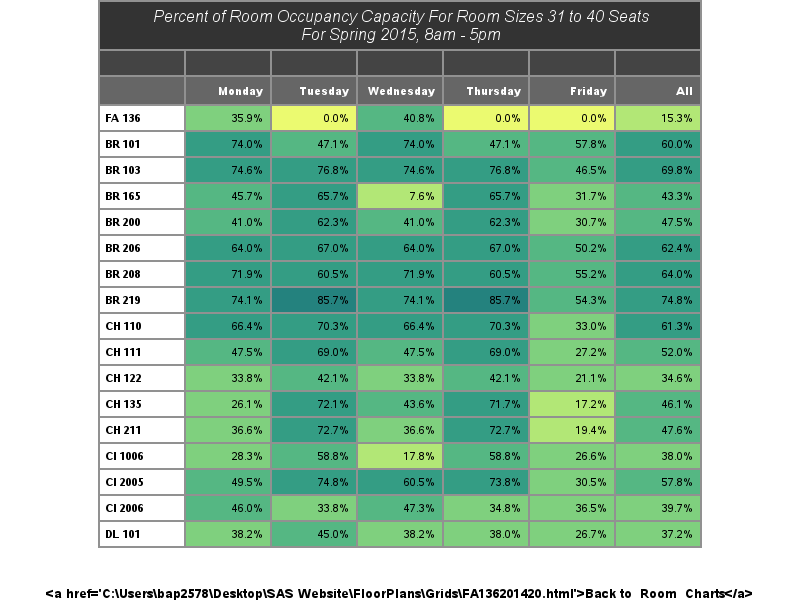 Percent of Room Occupancy Capacity For Room Sizes 31 to 40 Seats
For Spring 2015, 8am - 5pm
Monday Tuesday Wednesday Thursday Friday All
FA 136 35.9% 0.0% 40.8% 0.0% 0.0% 15.3%
BR 101 74.0% 47.1% 74.0% 47.1% 57.8% 60.0%
BR 103 74.6% 76.8% 74.6% 76.8% 46.5% 69.8%
BR 165 45.7% 65.7% 7.6% 65.7% 31.7% 43.3%
BR 200 41.0% 62.3% 41.0% 62.3% 30.7% 47.5%
BR 206 64.0% 67.0% 64.0% 67.0% 50.2% 62.4%
BR 208 71.9% 60.5% 71.9% 60.5% 55.2% 64.0%
BR 219 74.1% 85.7% 74.1% 85.7% 54.3% 74.8%
CH 110 66.4% 70.3% 66.4% 70.3% 33.0% 61.3%
CH 111 47.5% 69.0% 47.5% 69.0% 27.2% 52.0%
CH 122 33.8% 42.1% 33.8% 42.1% 21.1% 34.6%
CH 135 26.1% 72.1% 43.6% 71.7% 17.2% 46.1%
CH 211 36.6% 72.7% 36.6% 72.7% 19.4% 47.6%
CI 1006 28.3% 58.8% 17.8% 58.8% 26.6% 38.0%
CI 2005 49.5% 74.8% 60.5% 73.8% 30.5% 57.8%
CI 2006 46.0% 33.8% 47.3% 34.8% 36.5% 39.7%
DL 101 38.2% 45.0% 38.2% 38.0% 26.7% 37.2%
<a href='C:\Users\bap2578\Desktop\SAS Website\FloorPlans\Grids\FA136201420.html'>Back to Room Charts</a>